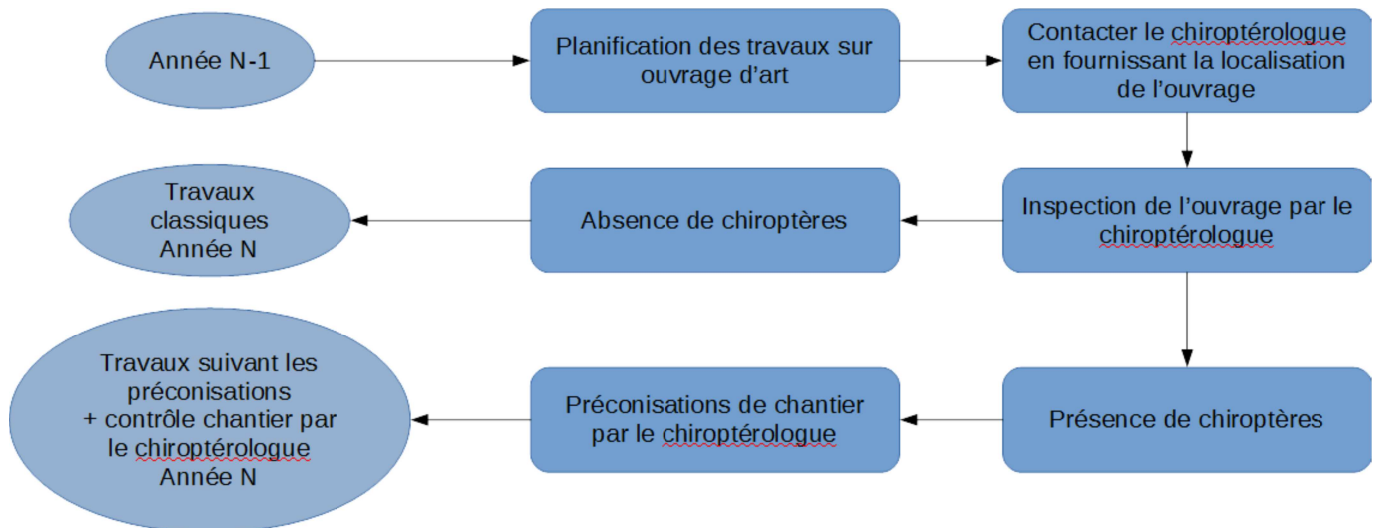 Année N-1
Planification des travaux sur
ouvrage d'art
Contacter le chiroptérologue
en fournissant la localisation
de l'ouvrage
Travaux
classiques
Année N
Absence de chiroptères
Inspection de l'ouvrage par le
chiroptérologue
Travaux suivant les
préconisations
+ contrôle chantier par
le chiroptérologue
Année N
Préconisations de chantier
par le chiroptérologue
Présence de chiroptères